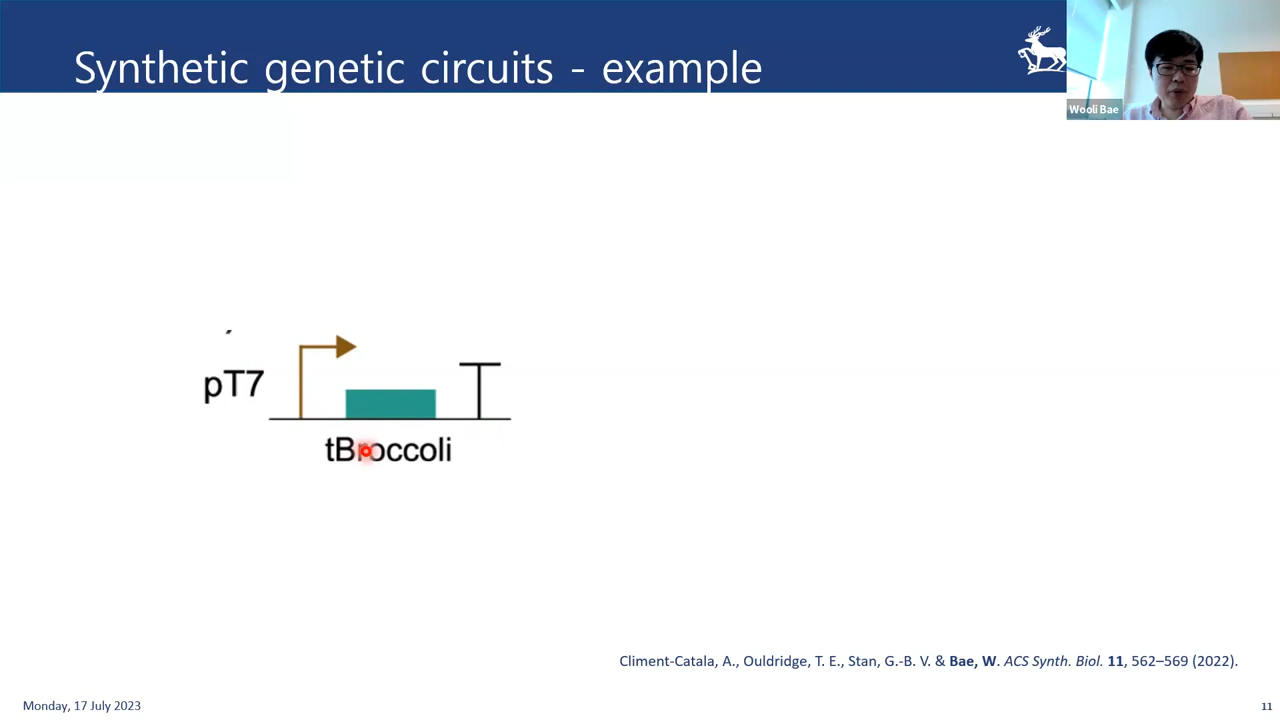 Synthetic genetic circuits - example
Wooli Bae
pT7
tBroccoli
Climent-Catala, A., Ouldridge, T. E., Stan, G.-B. V. & Bae, W. ACS Synth. Biol. 11, 562–569 (2022).
Monday, 17 July 2023
11